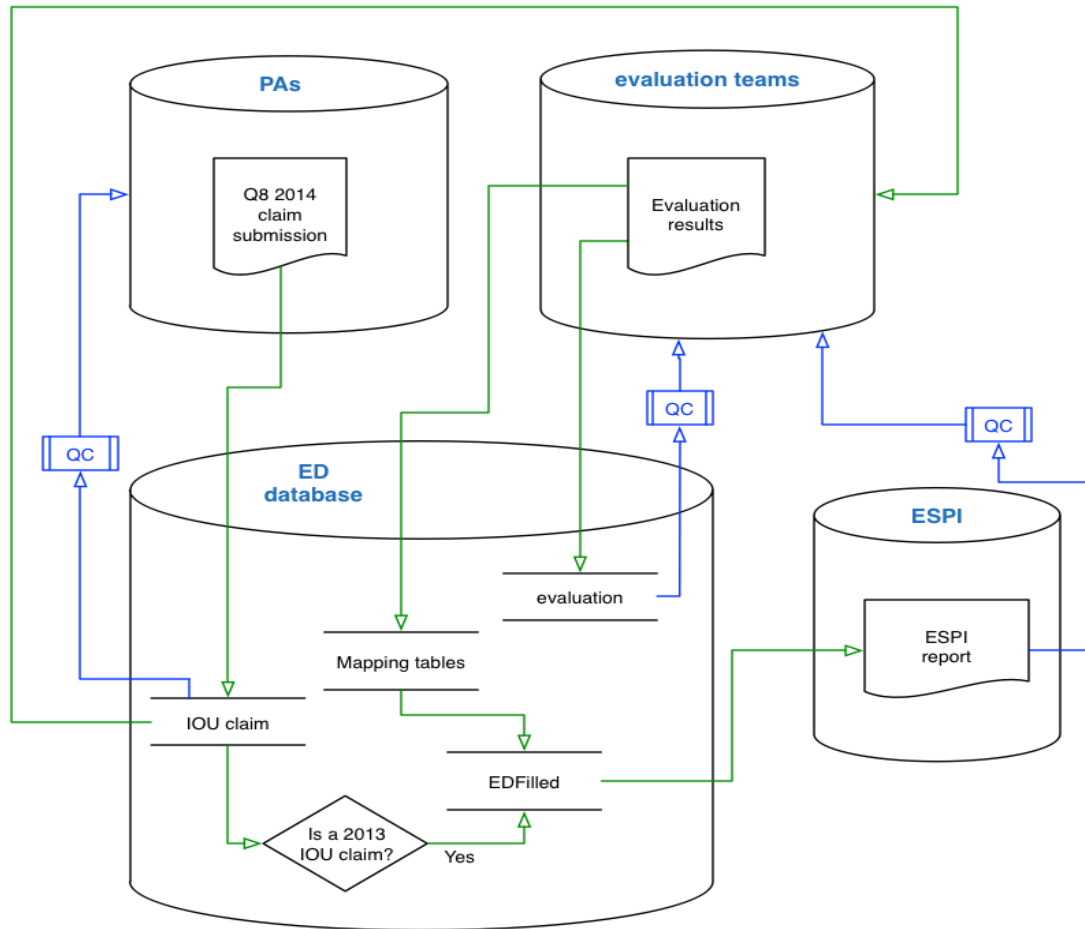 PAs
evaluation teams
Q8 2014
claim
submission
Evaluation
results
QC
QC
QC
ED
database
ESPI
evaluation
Mapping tables
ESPI
report
IOU claim
EDFilled
Is a 2013
IOU claim?
Yes